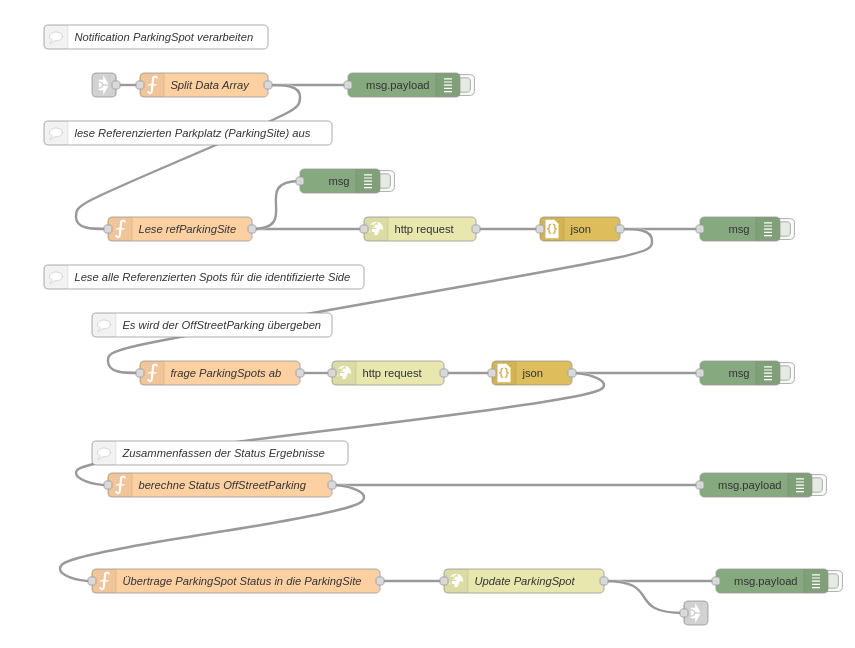 Notification ParkingSpot verarbeiten
Split Data Array
msg.payload
lese Referenzierten Parkplatz (ParkingSite) aus
msg
Lese refParkingSite
http request
{} json
msg
Lese alle Referenzierten Spots für die identifizierte Side
Es wird der OffStreetParking übergeben
frage ParkingSpots ab
http request
{} json
msg
Zusammenfassen der Status Ergebnisse
berechne Status OffStreetParking
msg.payload
Übertrage ParkingSpot Status in die ParkingSite
Update ParkingSpot
msg.payload